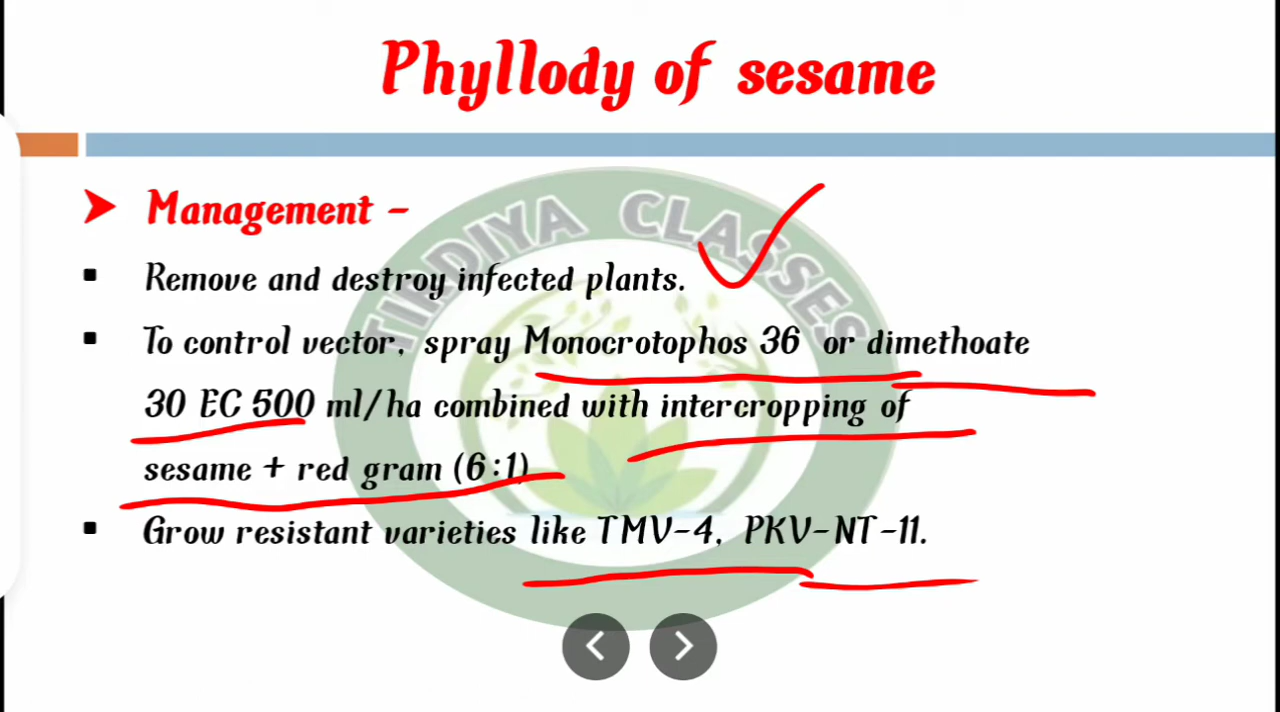 Phyllody of sesame
TIRDIYA CLASSES
➤ Management -
▪ Remove and destroy infected plants.
▪ To control vector, spray Monocrotophos 36 or dimethoate
30 EC 500 ml/ha combined with intercropping of
sesame + red gram (6:1)
▪ Grow resistant varieties like TMV-4, PKV-NT-11.